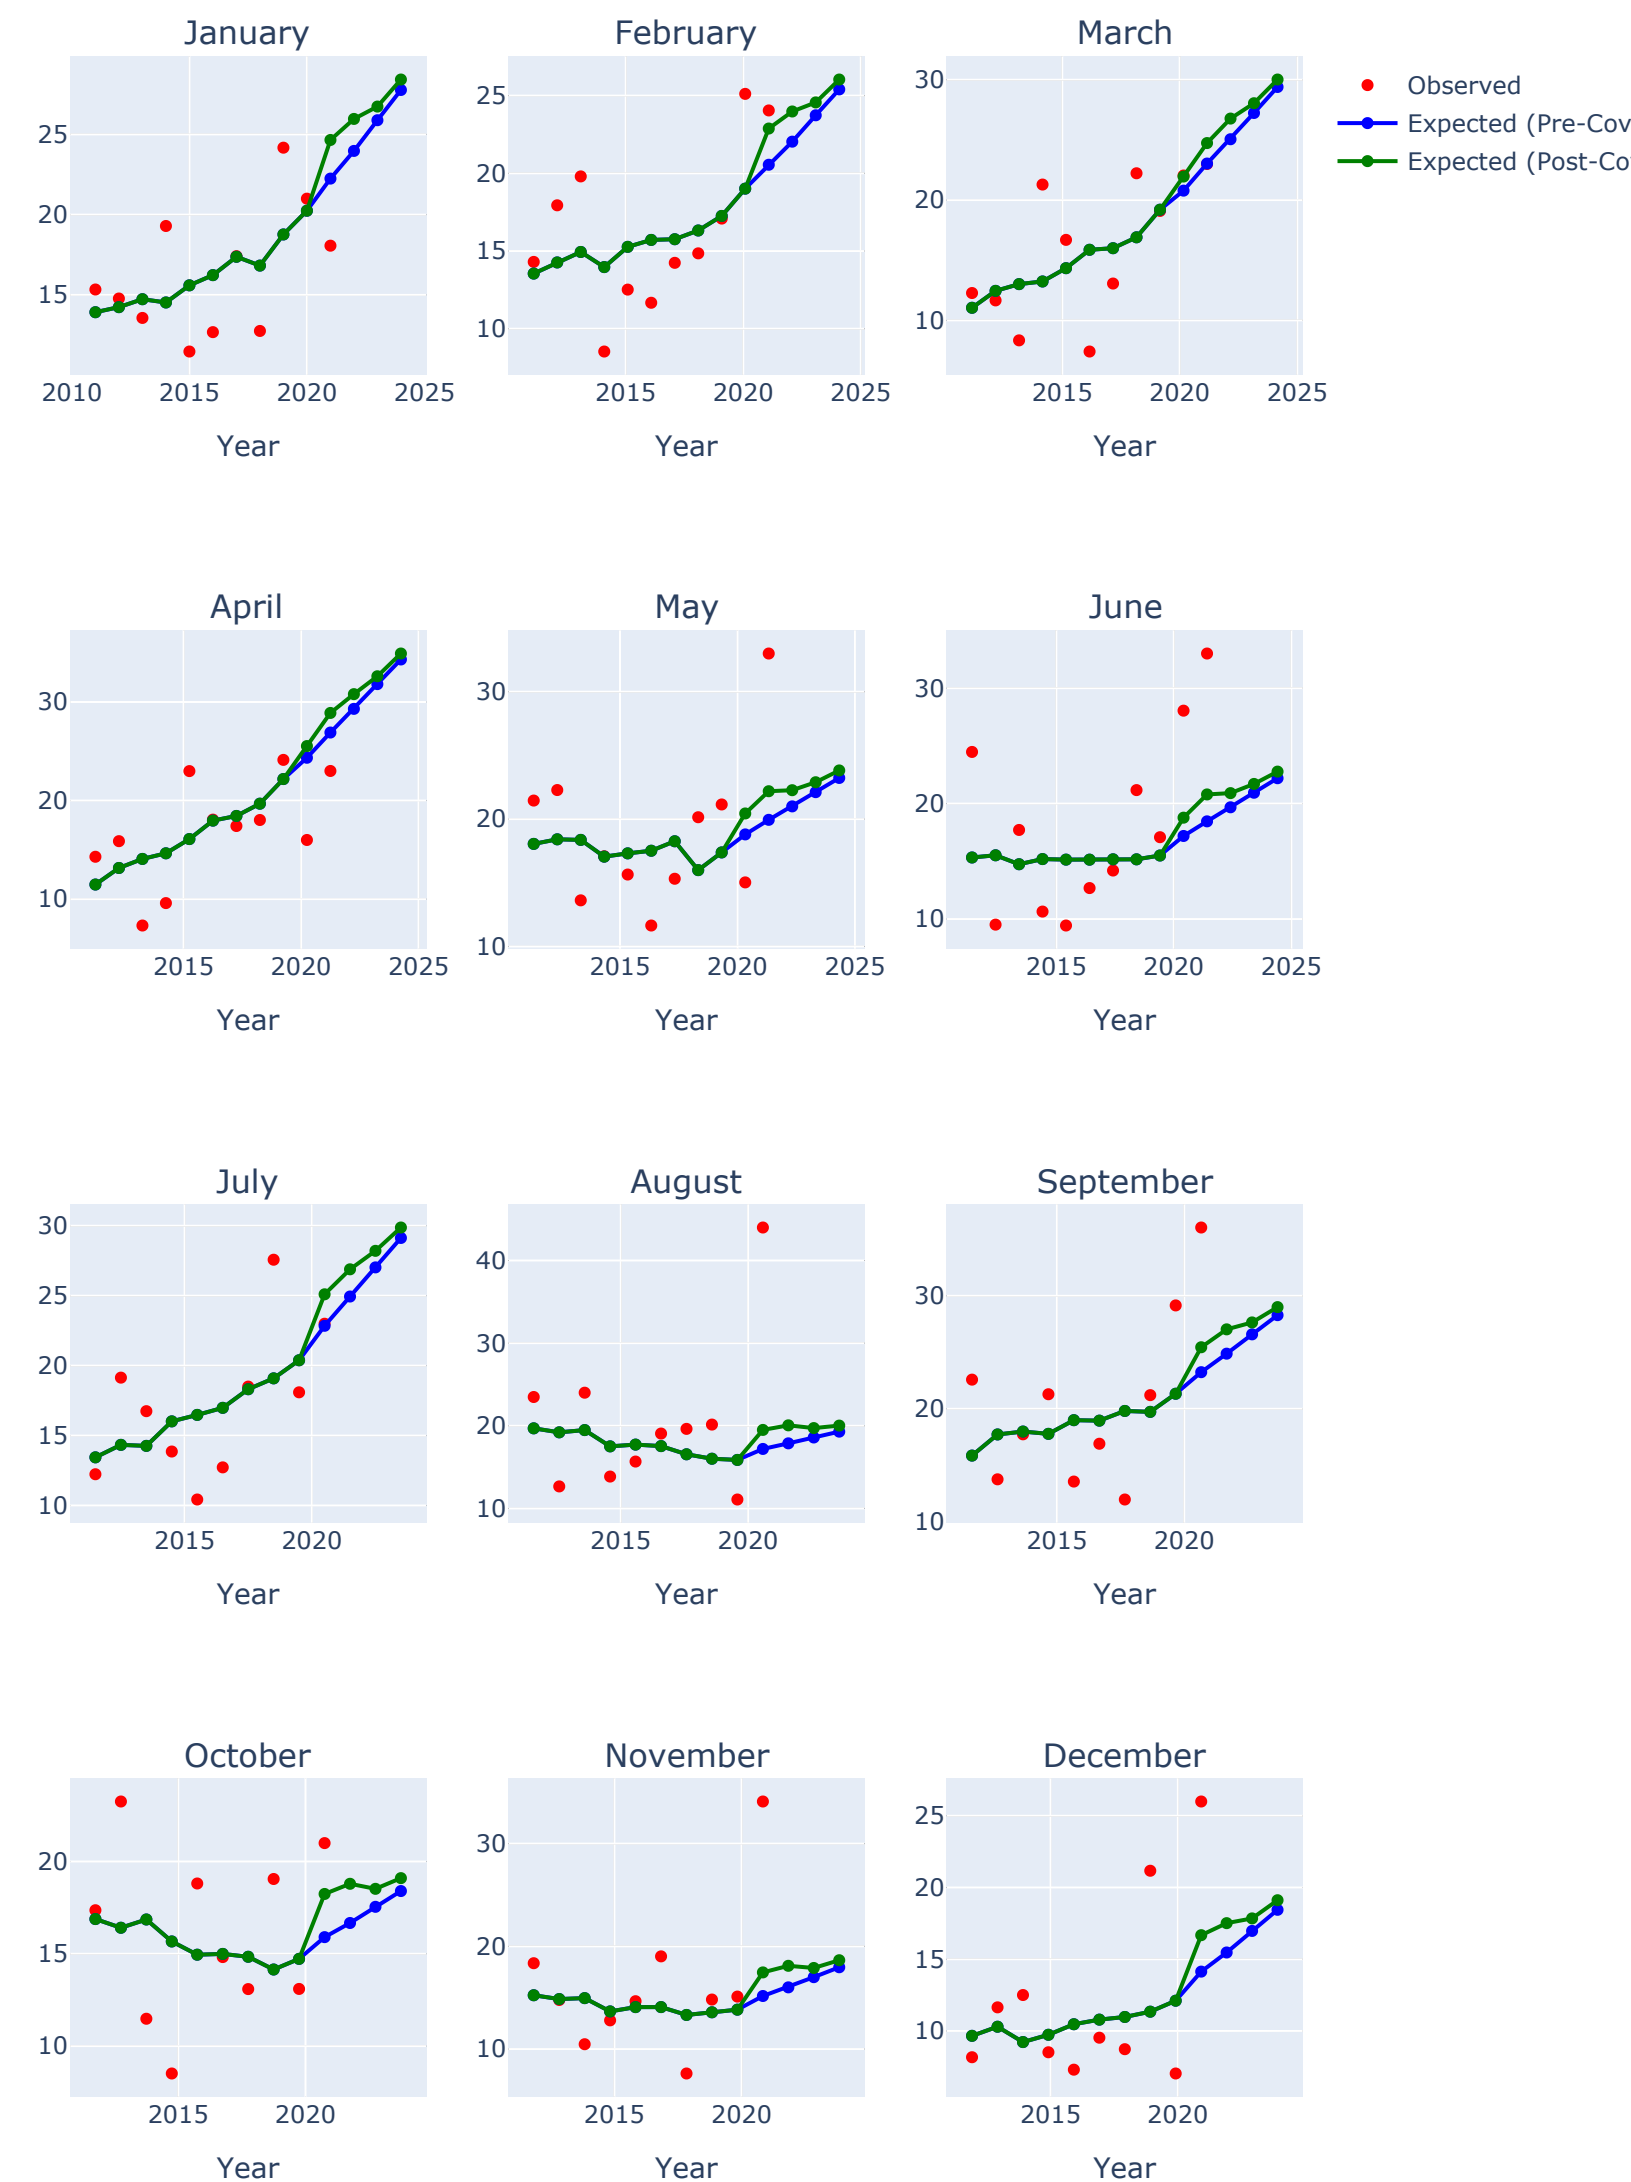 January
February
March
Observed
Expected (Pre-Cov
Expected (Post-Co
25
20
15
2010
2015
2020
2025
Year
25
20
15
10
2015
2020
2025
Year
30
20
10
2015
2020
2025
Year
April
May
June
30
20
10
2015
2020
2025
Year
30
20
10
2015
2020
2025
Year
30
20
10
2015
2020
2025
Year
July
August
September
30
25
20
15
10
2015
2020
Year
40
30
20
10
2015
2020
Year
30
20
10
2015
2020
Year
October
November
December
20
15
10
2015
2020
Year
30
20
10
2015
2020
Year
25
20
15
10
2015
2020
Year